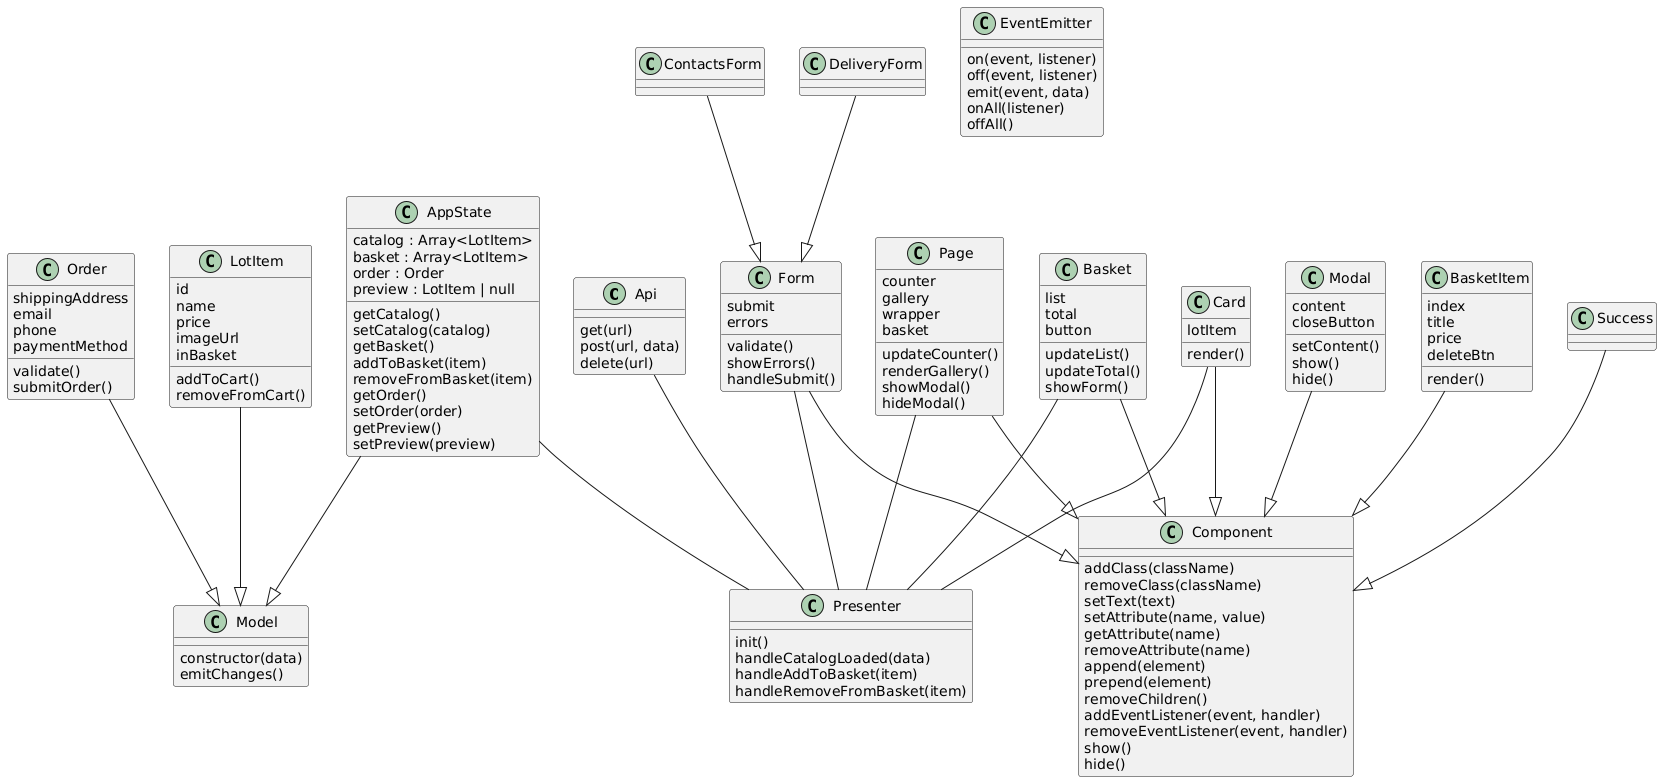 C ContactsForm
C DeliveryForm
C EventEmitter
on(event, listener)
off(event, listener)
emit(event, data)
onAll(listener)
offAll()
C Order
shippingAddress
email
phone
paymentMethod
validate()
submitOrder()
C LotItem
id
name
price
imageUrl
inBasket
addToCart()
removeFromCart()
C AppState
catalog : Array<LotItem>
basket : Array<LotItem>
order : Order
preview : LotItem | null
getCatalog()
setCatalog(catalog)
getBasket()
addToBasket(item)
removeFromBasket(item)
getOrder()
setOrder(order)
getPreview()
setPreview(preview)
C Api
get(url)
post(url, data)
delete(url)
C Form
submit
errors
validate()
showErrors()
handleSubmit()
C Page
counter
gallery
wrapper
basket
updateCounter()
renderGallery()
showModal()
hideModal()
C Basket
list
total
button
updateList()
updateTotal()
showForm()
C Card
lotItem
render()
C Modal
content
closeButton
setContent()
show()
hide()
C BasketItem
index
title
price
deleteBtn
render()
C Success
C Model
constructor(data)
emitChanges()
C Presenter
init()
handleCatalogLoaded(data)
handleAddToBasket(item)
handleRemoveFromBasket(item)
C Component
addClass(className)
removeClass(className)
setText(text)
setAttribute(name, value)
getAttribute(name)
removeAttribute(name)
append(element)
prepend(element)
removeChildren()
addEventListener(event, handler)
removeEventListener(event, handler)
show()
hide()